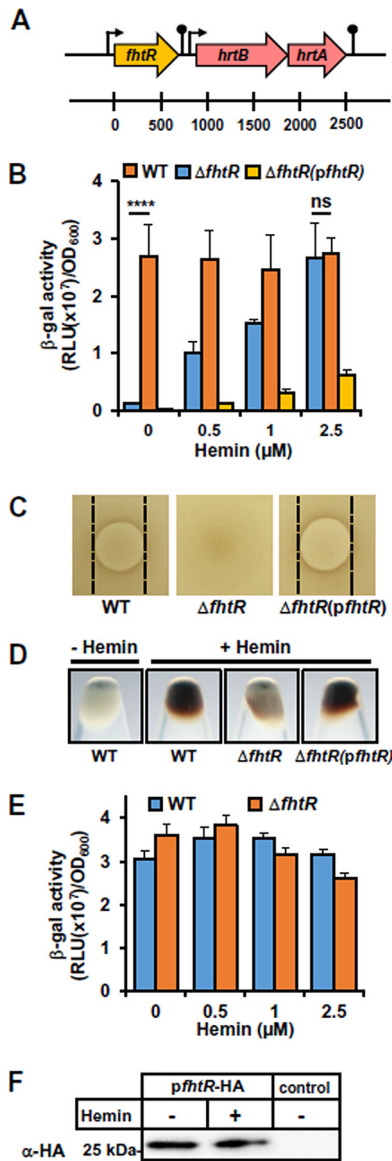 A
fhtR hrtB hrtA
0 500 1000 1500 2000 2500
B
WT ΔfhtR ΔfhtR(pfhtR)
β-gal activity
(RLU(x10⁷)/OD₆₀₀)
4
3
2
1
0
**** ns
0 0.5 1 2.5
Hemin (µM)
C
WT ΔfhtR ΔfhtR(pfhtR)
D
- Hemin + Hemin
WT WT ΔfhtR ΔfhtR(pfhtR)
E
WT ΔfhtR
β-gal activity
(RLU(x10⁷)/OD₆₀₀)
4
3
2
1
0
0 0.5 1 2.5
Hemin (µM)
F
pfhtR-HA control
Hemin - + -
α-HA 25 kDa-